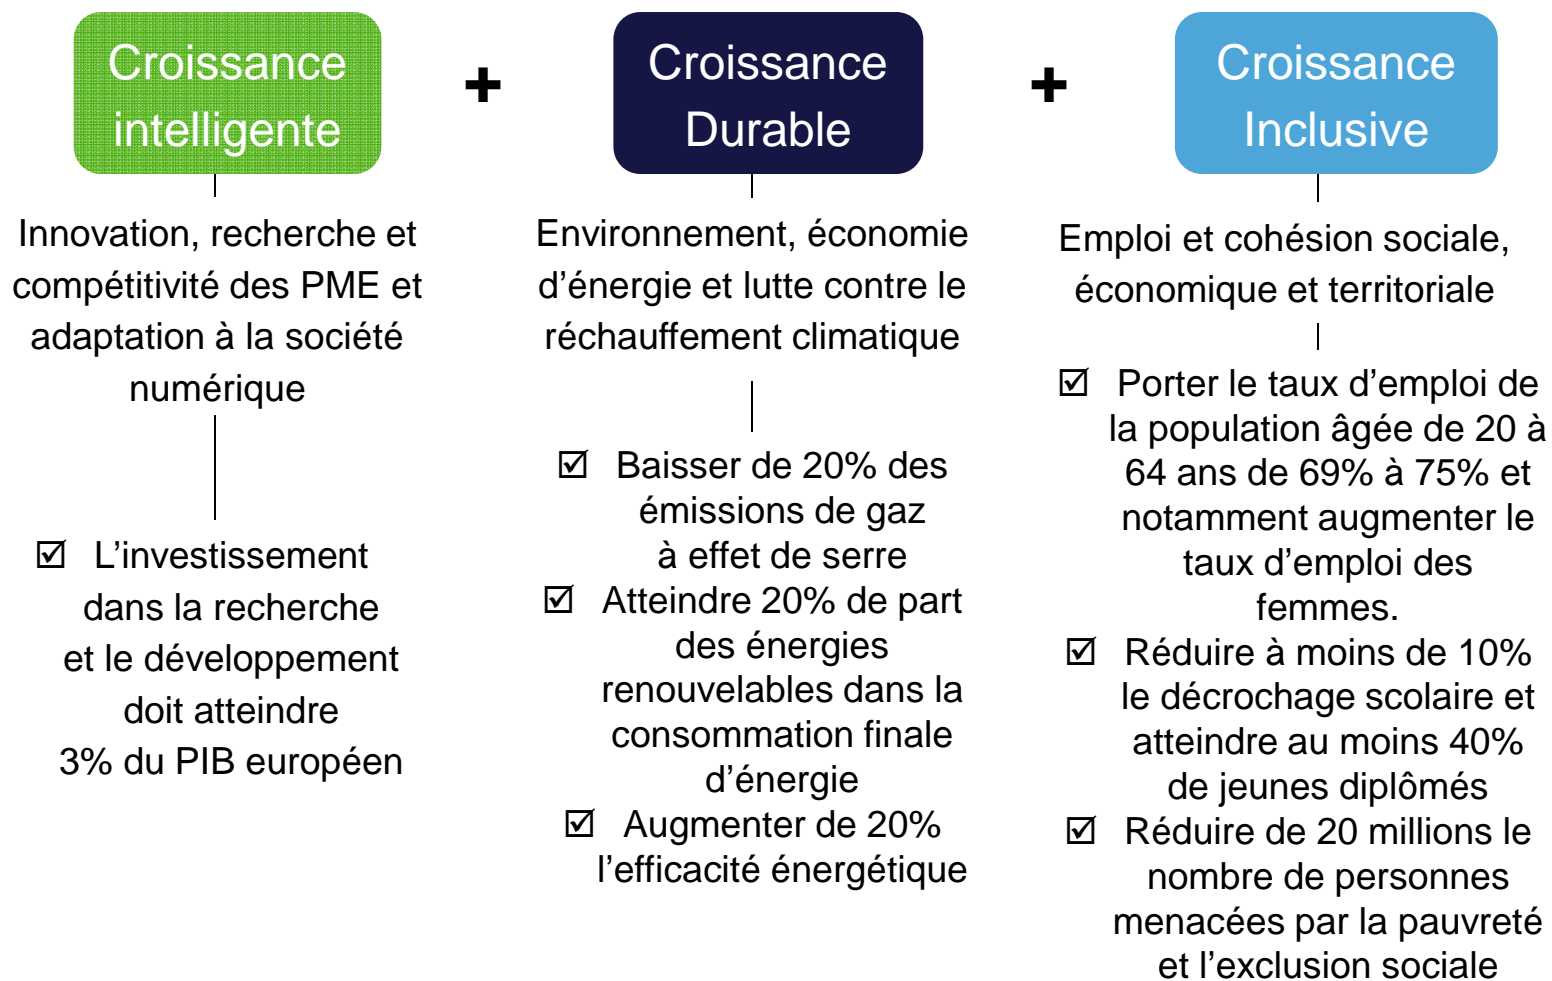 Croissance
intelligente
+
Croissance
Durable
+
Croissance
Inclusive
Innovation, recherche et
compétitivité des PME et
adaptation à la société
numérique
☑ L’investissement
dans la recherche
et le développement
doit atteindre
3% du PIB européen
Environnement, économie
d’énergie et lutte contre le
réchauffement climatique
☑ Baisser de 20% des
émissions de gaz
à effet de serre
☑ Atteindre 20% de part
des énergies
renouvelables dans la
consommation finale
d’énergie
☑ Augmenter de 20%
l’efficacité énergétique
Emploi et cohésion sociale,
économique et territoriale
☑ Porter le taux d’emploi de
la population âgée de 20 à
64 ans de 69% à 75% et
notamment augmenter le
taux d’emploi des
femmes.
☑ Réduire à moins de 10%
le décrochage scolaire et
atteindre au moins 40%
de jeunes diplômés
☑ Réduire de 20 millions le
nombre de personnes
menacées par la pauvreté
et l’exclusion sociale